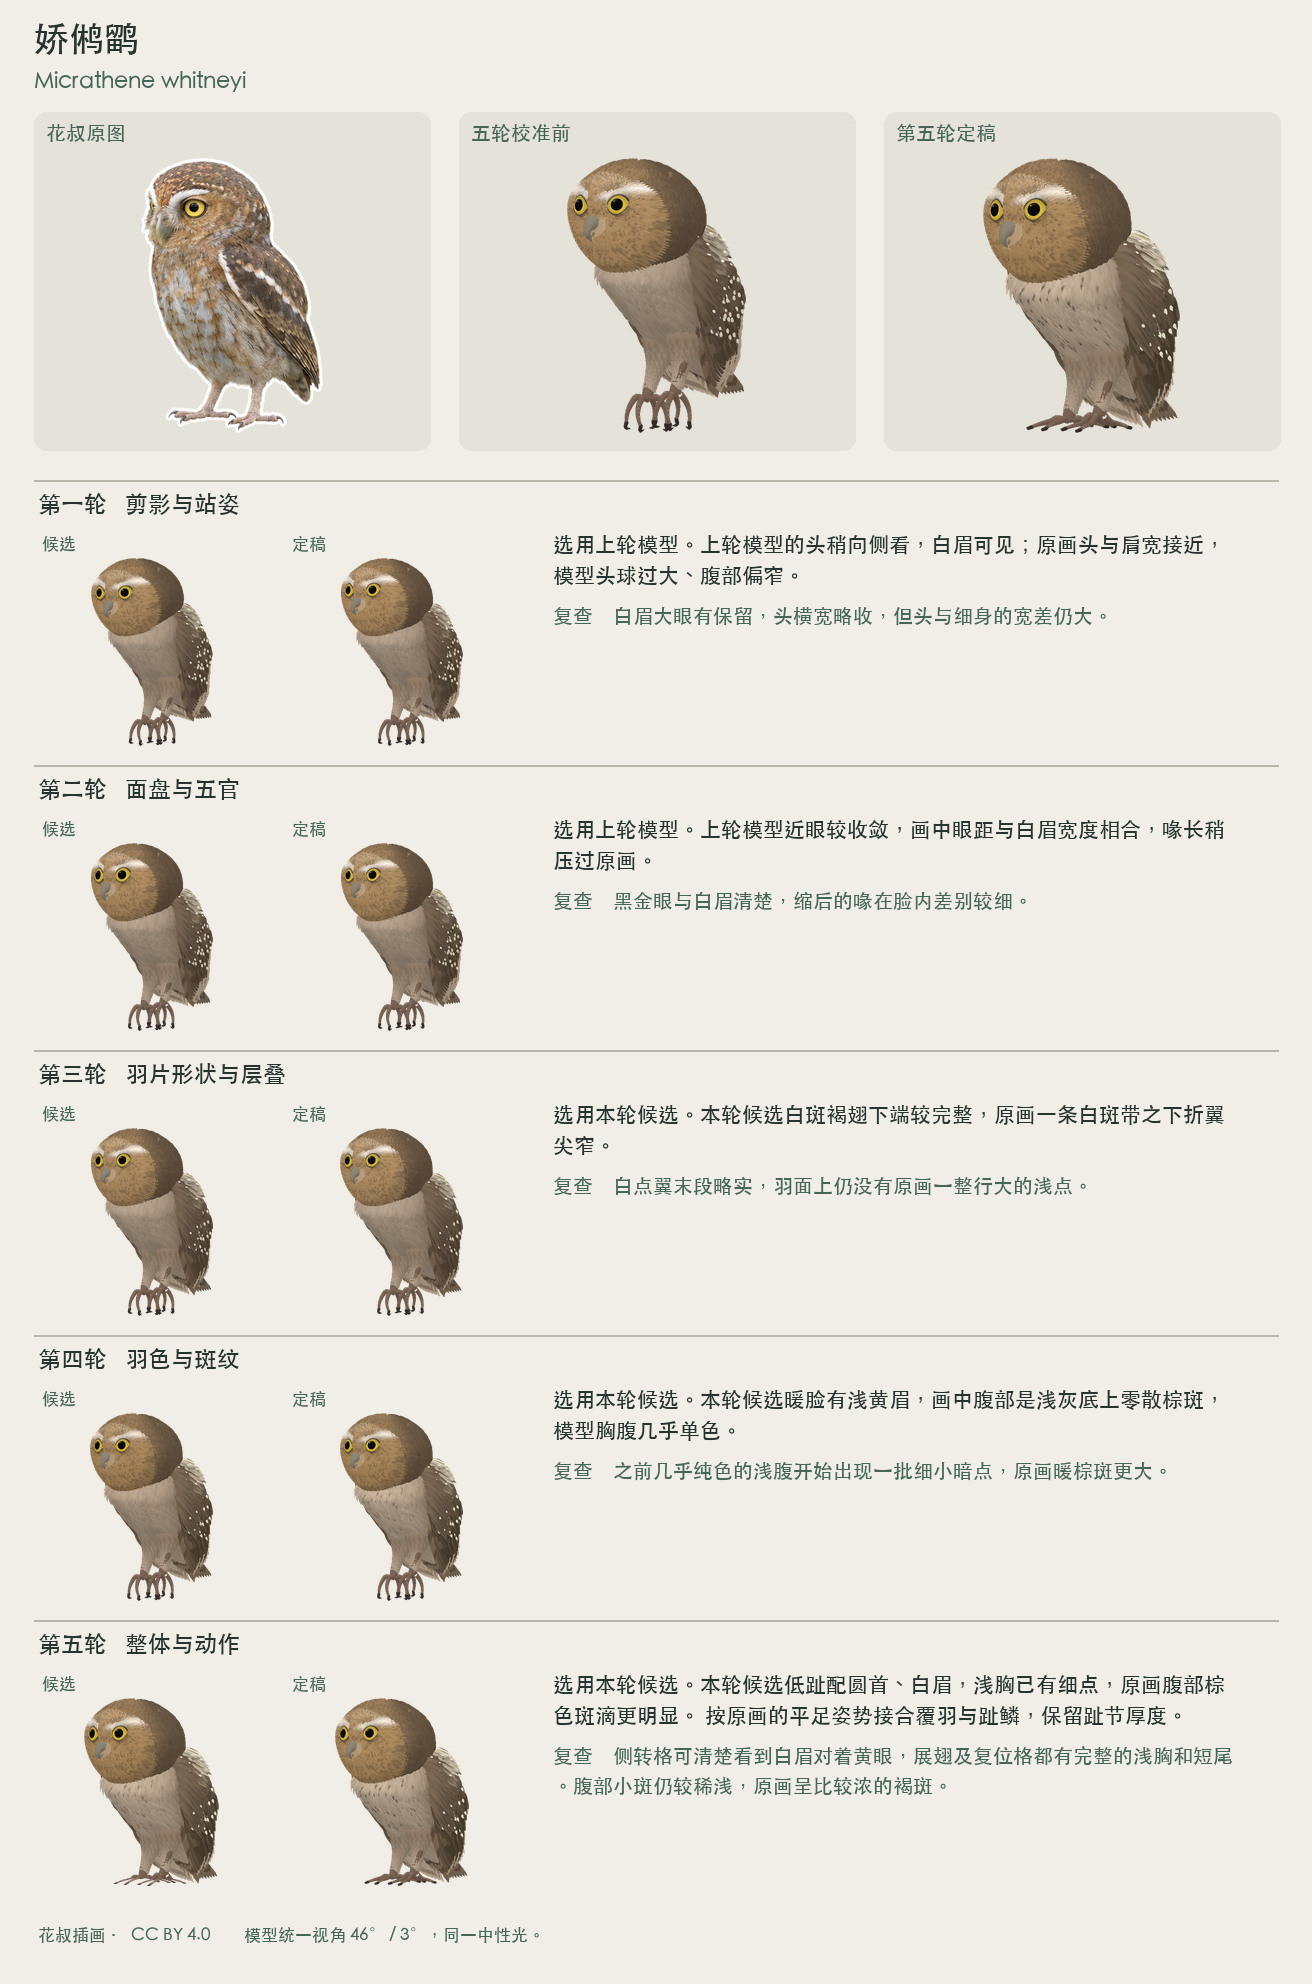 娇鸺鹠
Micrathene whitneyi
花叔原图
五轮校准前
第五轮定稿
第一轮 剪影与站姿
候选
定稿
选用上轮模型。上轮模型的头稍向侧看，白眉可见；原画头与肩宽接近，
模型头球过大、腹部偏窄。
复查 白眉大眼有保留，头横宽略收，但头与细身的宽差仍大。
第二轮 面盘与五官
候选
定稿
选用上轮模型。上轮模型近眼较收敛，画中眼距与白眉宽度相合，喙长稍
压过原画。
复查 黑金眼与白眉清楚，缩后的喙在脸内差别较细。
第三轮 羽片形状与层叠
候选
定稿
选用本轮候选。本轮候选白斑褐翅下端较完整，原画一条白斑带之下折翼
尖窄。
复查 白点翼末段略实，羽面上仍没有原画一整行大的浅点。
第四轮 羽色与斑纹
候选
定稿
选用本轮候选。本轮候选暖脸有浅黄眉，画中腹部是浅灰底上零散棕斑，
模型胸腹几乎单色。
复查 之前几乎纯色的浅腹开始出现一批细小暗点，原画暖棕斑更大。
第五轮 整体与动作
候选
定稿
选用本轮候选。本轮候选低趾配圆首、白眉，浅胸已有细点，原画腹部棕
色斑滴更明显。 按原画的平足姿势接合覆羽与趾鳞，保留趾节厚度。
复查 侧转格可清楚看到白眉对着黄眼，展翅及复位格都有完整的浅胸和短尾
。腹部小斑仍较稀浅，原画呈比较浓的褐斑。
花叔插画 · CC BY 4.0 模型统一视角 46° / 3° ，同一中性光。